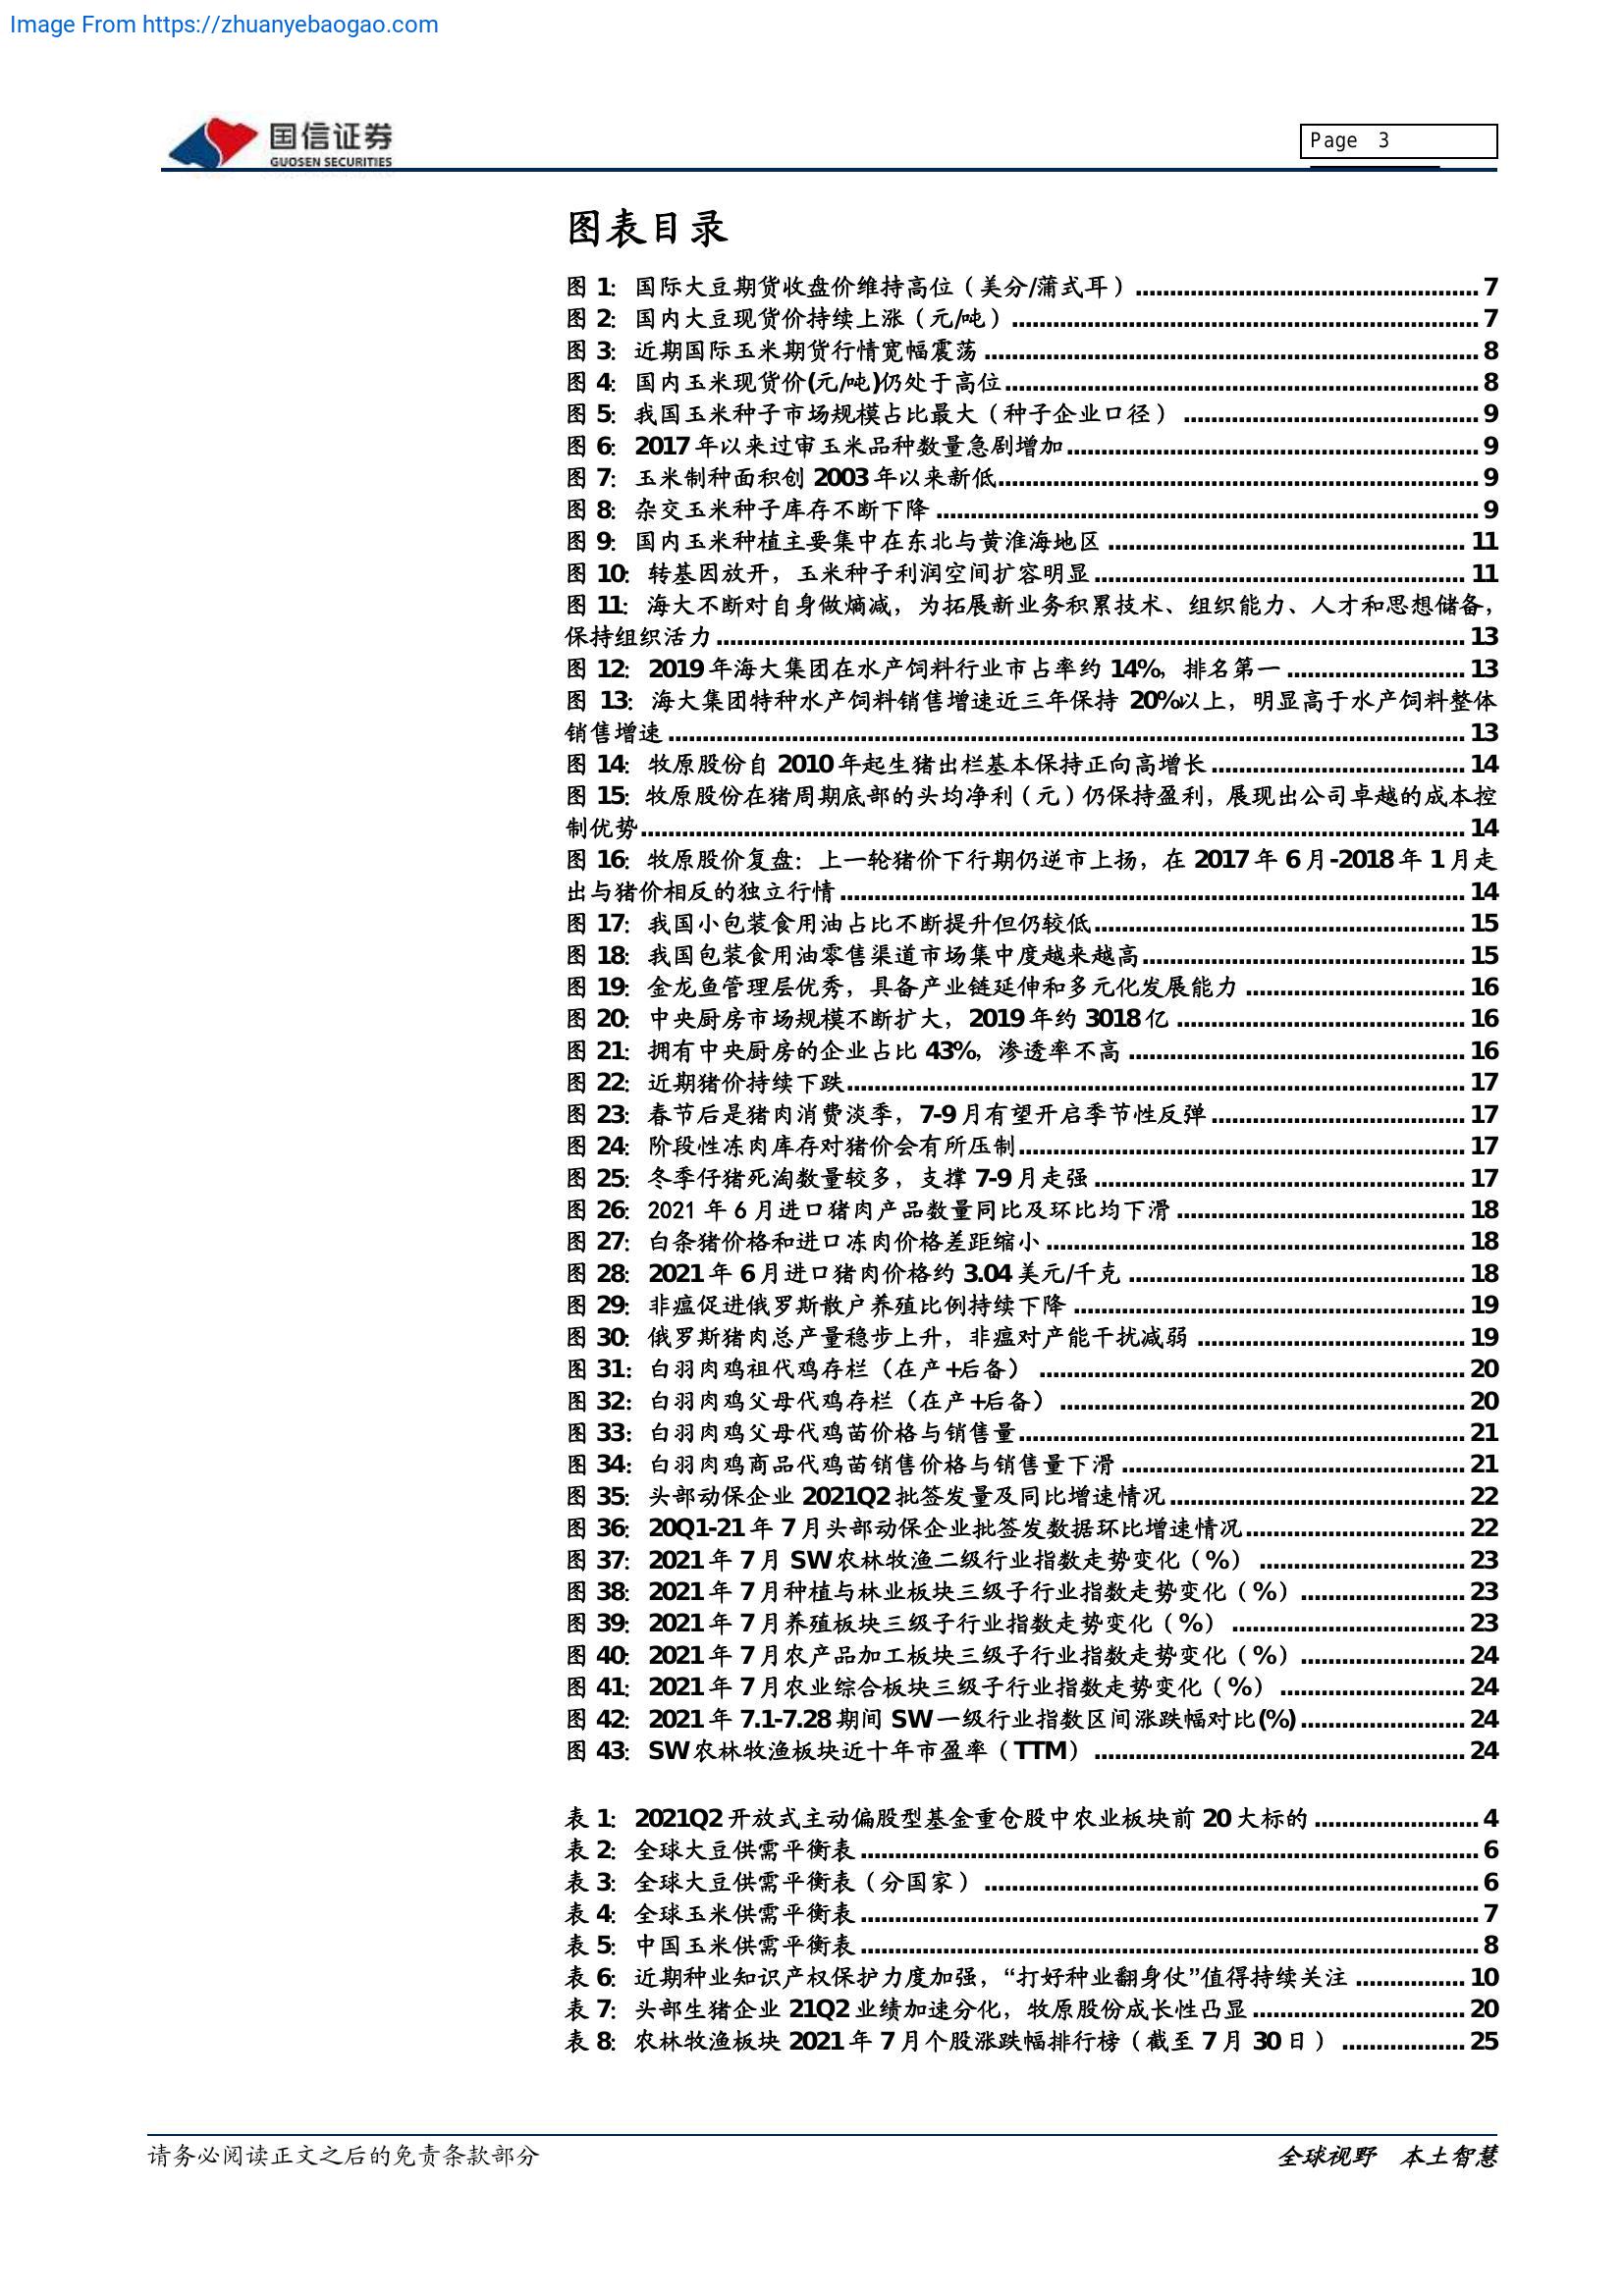 Image From https://zhuanyebaogao.com
国信证券
GUOSEN SECURITIES
Page 3
图表目录
图 1：国际大豆期货收盘价维持高位（美分/蒲式耳）.................................................. 7
图 2：国内大豆现货价持续上涨（元/吨）.................................................................... 7
图 3：近期国际玉米期货行情宽幅震荡 ........................................................................ 8
图 4：国内玉米现货价(元/吨)仍处于高位..................................................................... 8
图 5：我国玉米种子市场规模占比最大（种子企业口径） ........................................... 9
图 6：2017 年以来过审玉米品种数量急剧增加............................................................ 9
图 7：玉米制种面积创 2003 年以来新低...................................................................... 9
图 8：杂交玉米种子库存不断下降 ............................................................................... 9
图 9：国内玉米种植主要集中在东北与黄淮海地区 .................................................... 11
图 10：转基因放开，玉米种子利润空间扩容明显...................................................... 11
图 11：海大不断对自身做熵减，为拓展新业务积累技术、组织能力、人才和思想储备，
保持组织活力 ............................................................................................................. 13
图 12：2019 年海大集团在水产饲料行业市占率约 14%，排名第一 .......................... 13
图 13：海大集团特种水产饲料销售增速近三年保持 20%以上，明显高于水产饲料整体
销售增速 .................................................................................................................... 13
图 14：牧原股份自 2010 年起生猪出栏基本保持正向高增长..................................... 14
图 15：牧原股份在猪周期底部的头均净利（元）仍保持盈利，展现出公司卓越的成本控
制优势........................................................................................................................ 14
图 16：牧原股价复盘：上一轮猪价下行期仍逆市上扬，在 2017 年 6 月-2018 年 1 月走
出与猪价相反的独立行情........................................................................................... 14
图 17：我国小包装食用油占比不断提升但仍较低...................................................... 15
图 18：我国包装食用油零售渠道市场集中度越来越高............................................... 15
图 19：金龙鱼管理层优秀，具备产业链延伸和多元化发展能力 ................................ 16
图 20：中央厨房市场规模不断扩大，2019 年约 3018 亿 .......................................... 16
图 21：拥有中央厨房的企业占比 43%，渗透率不高 ................................................. 16
图 22：近期猪价持续下跌.......................................................................................... 17
图 23：春节后是猪肉消费淡季，7-9 月有望开启季节性反弹..................................... 17
图 24：阶段性冻肉库存对猪价会有所压制................................................................. 17
图 25：冬季仔猪死淘数量较多，支撑 7-9 月走强...................................................... 17
图 26：2021 年 6 月进口猪肉产品数量同比及环比均下滑 .......................................... 18
图 27：白条猪价格和进口冻肉价格差距缩小 ............................................................. 18
图 28：2021 年 6 月进口猪肉价格约 3.04 美元/千克 ................................................. 18
图 29：非瘟促进俄罗斯散户养殖比例持续下降 ......................................................... 19
图 30：俄罗斯猪肉总产量稳步上升，非瘟对产能干扰减弱 ....................................... 19
图 31：白羽肉鸡祖代鸡存栏（在产+后备） .............................................................. 20
图 32：白羽肉鸡父母代鸡存栏（在产+后备） ........................................................... 20
图 33：白羽肉鸡父母代鸡苗价格与销售量................................................................. 21
图 34：白羽肉鸡商品代鸡苗销售价格与销售量下滑 .................................................. 21
图 35：头部动保企业 2021Q2 批签发量及同比增速情况........................................... 22
图 36：20Q1-21 年 7 月头部动保企业批签发数据环比增速情况................................ 22
图 37：2021 年 7 月 SW 农林牧渔二级行业指数走势变化（%） .............................. 23
图 38：2021 年 7 月种植与林业板块三级子行业指数走势变化（%）........................ 23
图 39：2021 年 7 月养殖板块三级子行业指数走势变化（%） .................................. 23
图 40：2021 年 7 月农产品加工板块三级子行业指数走势变化（%）........................ 24
图 41：2021 年 7 月农业综合板块三级子行业指数走势变化（%） ........................... 24
图 42：2021 年 7.1-7.28 期间 SW 一级行业指数区间涨跌幅对比(%)........................ 24
图 43：SW 农林牧渔板块近十年市盈率（TTM） ...................................................... 24
表 1：2021Q2 开放式主动偏股型基金重仓股中农业板块前 20 大标的 ........................ 4
表 2：全球大豆供需平衡表.......................................................................................... 6
表 3：全球大豆供需平衡表（分国家） ........................................................................ 6
表 4：全球玉米供需平衡表.......................................................................................... 7
表 5：中国玉米供需平衡表.......................................................................................... 8
表 6：近期种业知识产权保护力度加强，“打好种业翻身仗”值得持续关注 ................ 10
表 7：头部生猪企业 21Q2 业绩加速分化，牧原股份成长性凸显............................... 20
表 8：农林牧渔板块 2021 年 7 月个股涨跌幅排行榜（截至 7 月 30 日） .................. 25
请务必阅读正文之后的免责条款部分
全球视野 本土智慧